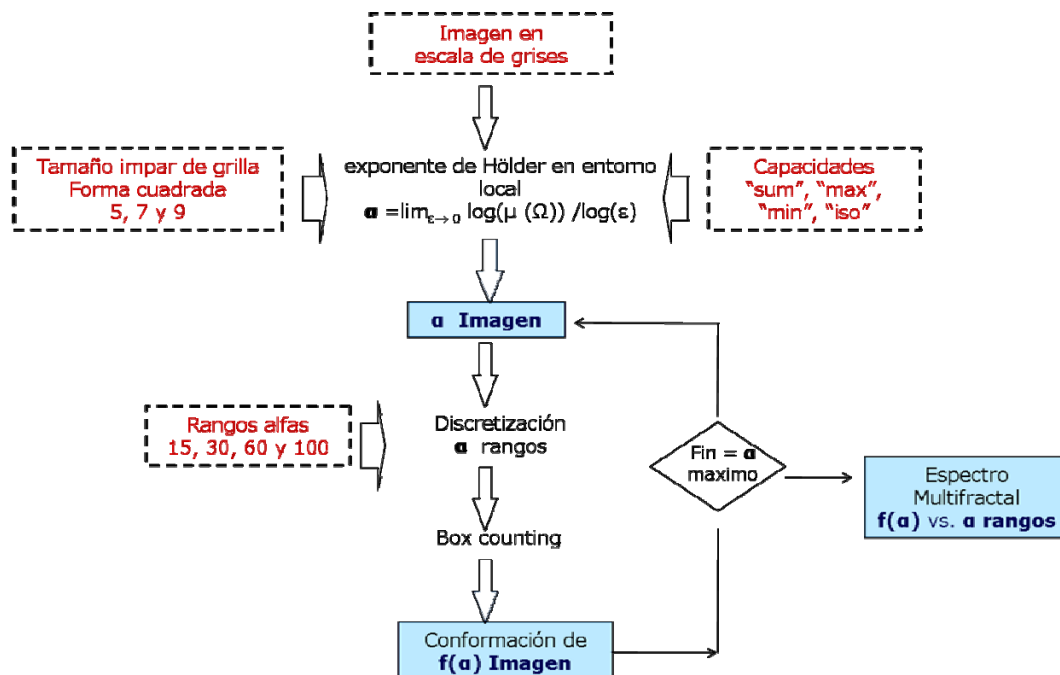 Imagen en
escala de grises
Tamaño impar de grilla
Forma cuadrada
5, 7 y 9
exponente de Hölder en entorno
local
α =lim ε→0 log(μ (Ω)) /log(ε)
Capacidades
“sum”, “max”,
“min”, “iso”
α Imagen
Rangos alfas
15, 30, 60 y 100
Discretización
α rangos
Fin = α
maximo
Espectro
Multifractal
f(α) vs. α rangos
Box counting
Conformación de
f(α) Imagen